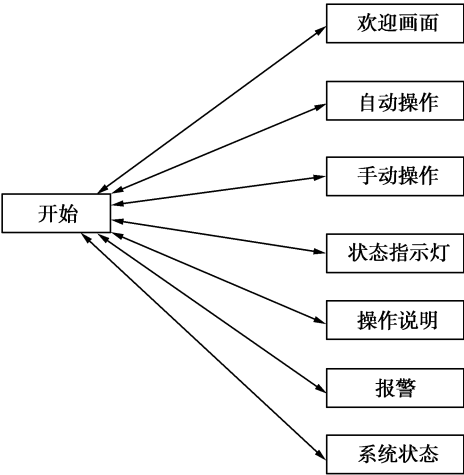 欢迎画面
自动操作
手动操作
开始
状态指示灯
操作说明
报警
系统状态